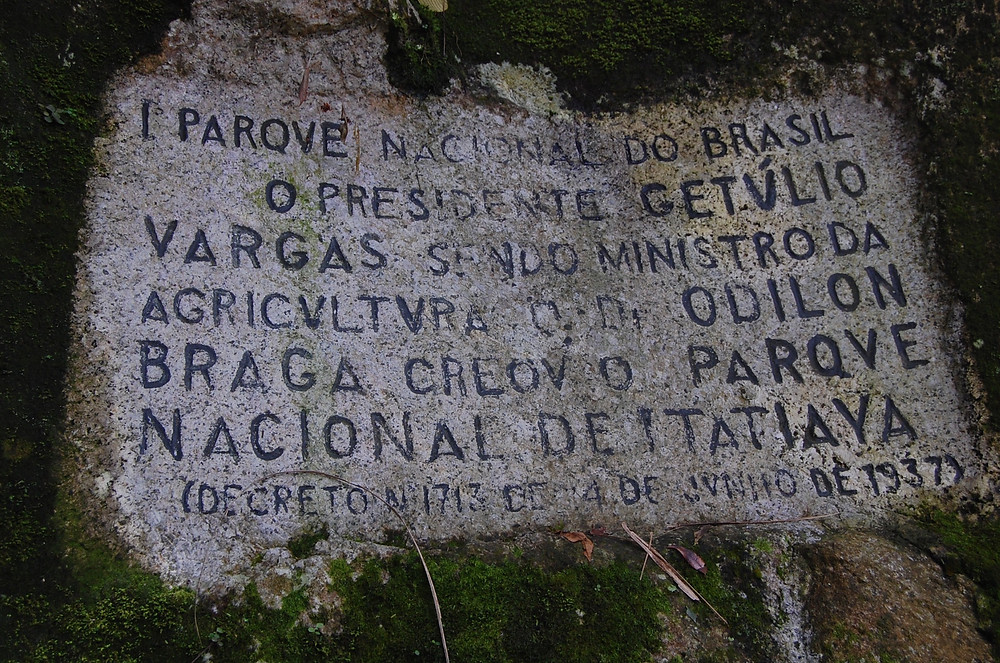 I PARQVE NACIONAL DO BRASIL
O PRESIDENTE GETÚLIO
VARGAS SENDO MINISTRO DA
AGRICVLTVRA O DR ODILON
BRAGA CREOV O PARQVE
NACIONAL DE ITATIAYA
(DECRETO Nº 1713 DE 14 DE JVNHO DE 1937)